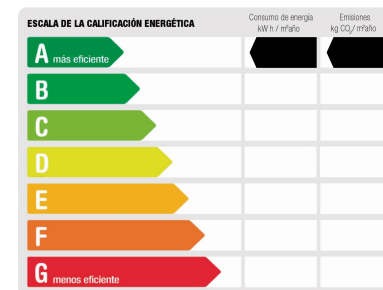 ESCALA DE LA CALIFICACIÓN ENERGÉTICA
Consumo de energía
kW h / m²año
Emisiones
kg CO₂/ m²año
A más eficiente
B
C
D
E
F
G menos eficiente